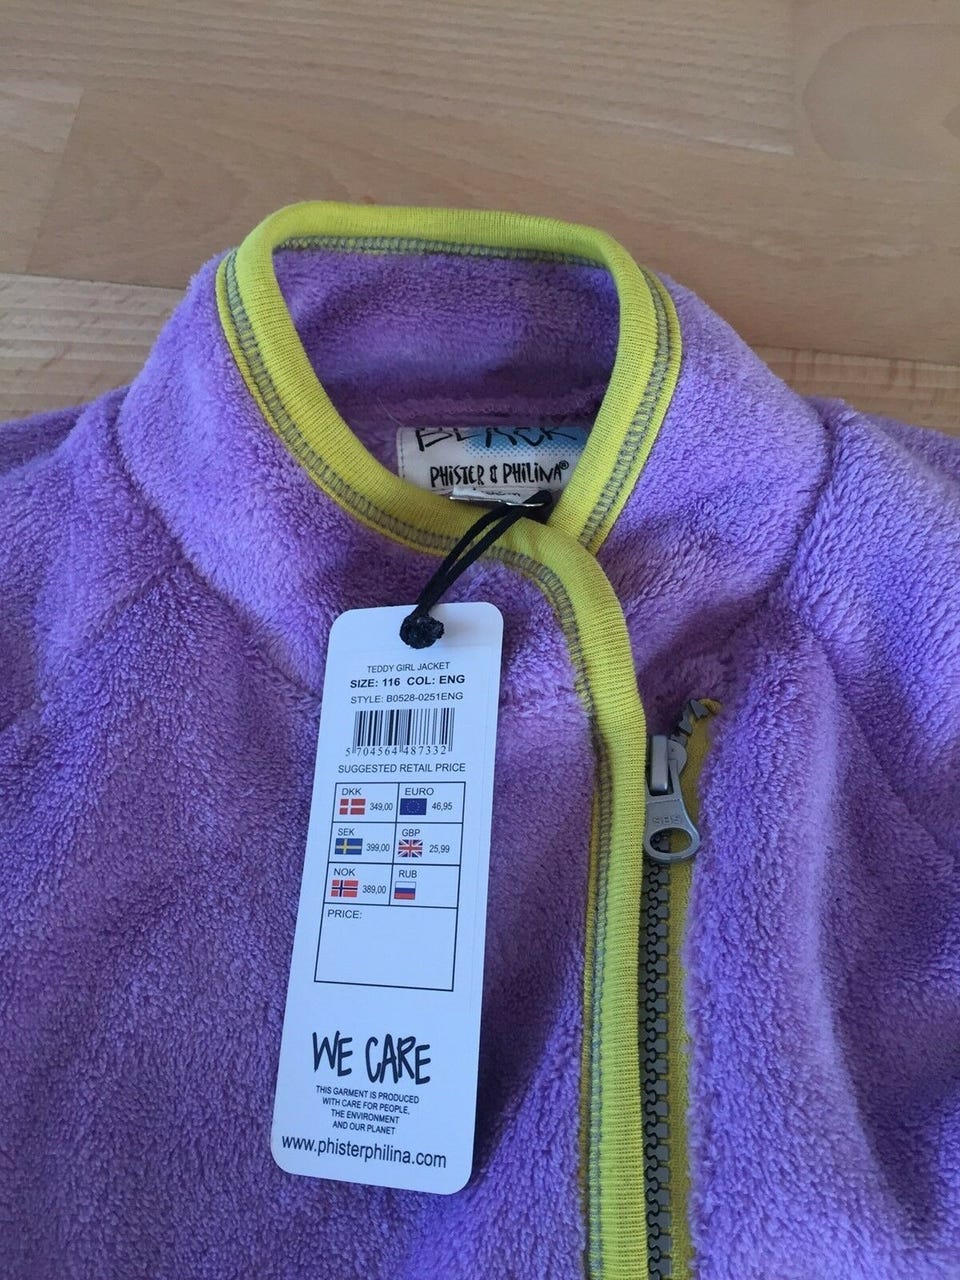 BLACK
PHiSTER & PHiLiNA®
TEDDY GIRL JACKET
SIZE: 116 COL: ENG
STYLE: B0528-0251ENG
5 704564 487332
SUGGESTED RETAIL PRICE
DKK 349,00 EURO 46,95
SEK 399,00 GBP 25,99
NOK 389,00 RUB
PRICE:
WE CARE
THIS GARMENT IS PRODUCED
WITH CARE FOR PEOPLE,
THE ENVIRONMENT
AND OUR PLANET
www.phisterphilina.com
SBS